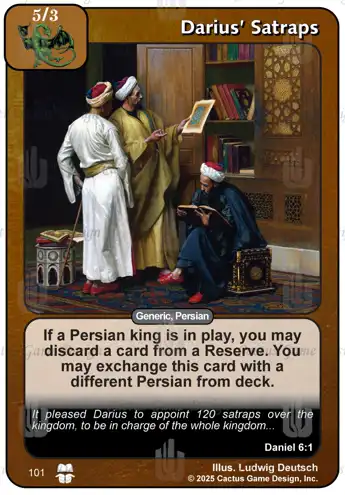 5/3
Darius' Satraps
Generic, Persian
If a Persian king is in play, you may
discard a card from a Reserve. You
may exchange this card with a
different Persian from deck.
It pleased Darius to appoint 120 satraps over the
kingdom, to be in charge of the whole kingdom...
Daniel 6:1
Illus. Ludwig Deutsch
101
© 2025 Cactus Game Design, Inc.